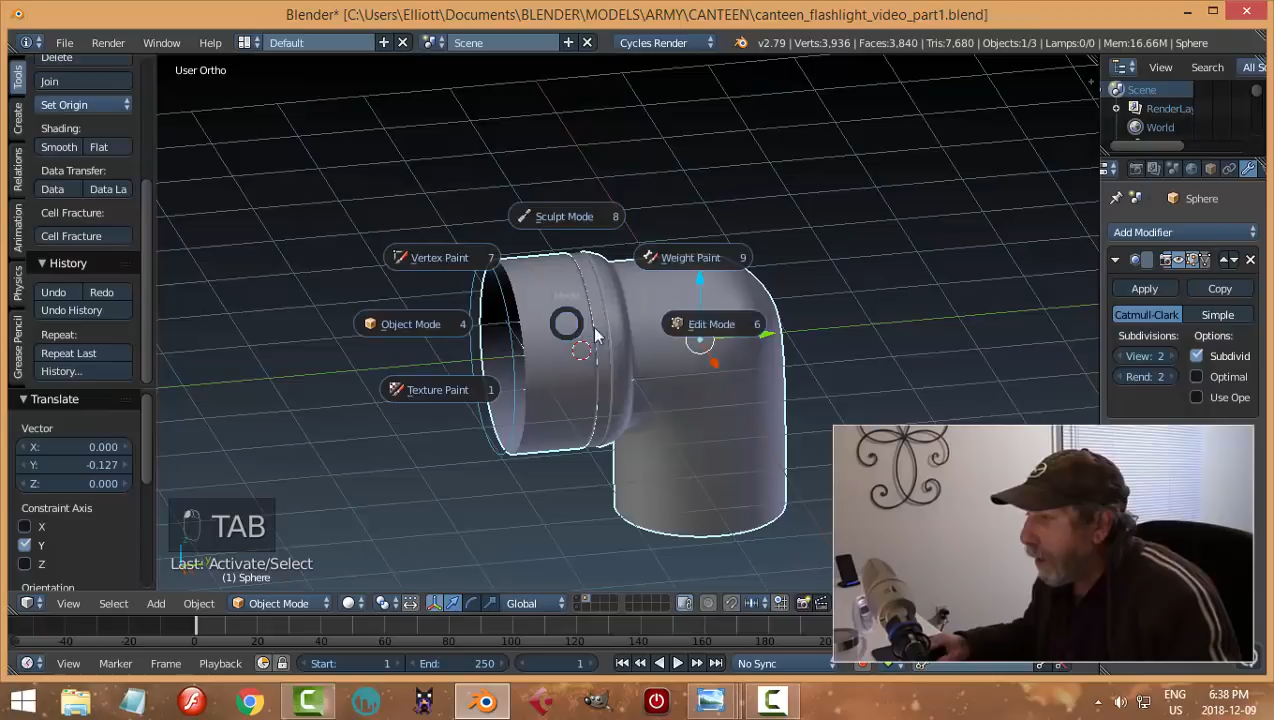 Blender* [C:\Users\Elliott\Documents\BLENDER\MODELS\ARMY\CANTEEN\canteen_flashlight_video_part1.blend]
File Render Window Help Default Scene Cycles Render v2.79 | Verts:3,936 | Faces:3,840 | Tris:7,680 | Objects:1/3 | Lamps:0/0 | Mem:16.66M | Sphere
Tools
Create
Relations
Animation
Physics
Grease Pencil
Delete
Join
Set Origin
Shading:
Smooth Flat
Data Transfer:
Data Data La
Cell Fracture:
Cell Fracture
History
Undo Redo
Undo History
Repeat:
Repeat Last
History...
Translate
Vector
X: 0.000
Y: -0.127
Z: 0.000
Constraint Axis
X
Y
Z
Orientation
User Ortho
Sculpt Mode 8
Vertex Paint 7
Weight Paint 9
Object Mode 4
Edit Mode 6
Texture Paint 1
TAB
Last: Activate/Select
(1) Sphere
View Search All S
Scene
RenderLay
World
Sphere
Add Modifier
Apply Copy
Catmull-Clark Simple
Subdivisions: Options:
View: 2 Subdivid
Rend: 2 Optimal
Use Ope
View Select Add Object Object Mode Global
-40 -20 0 20 40 60 80 100 120 140 160 180
View Marker Frame Playback Start: 1 End: 250 1 No Sync
ENG 6:38 PM
US 2018-12-09